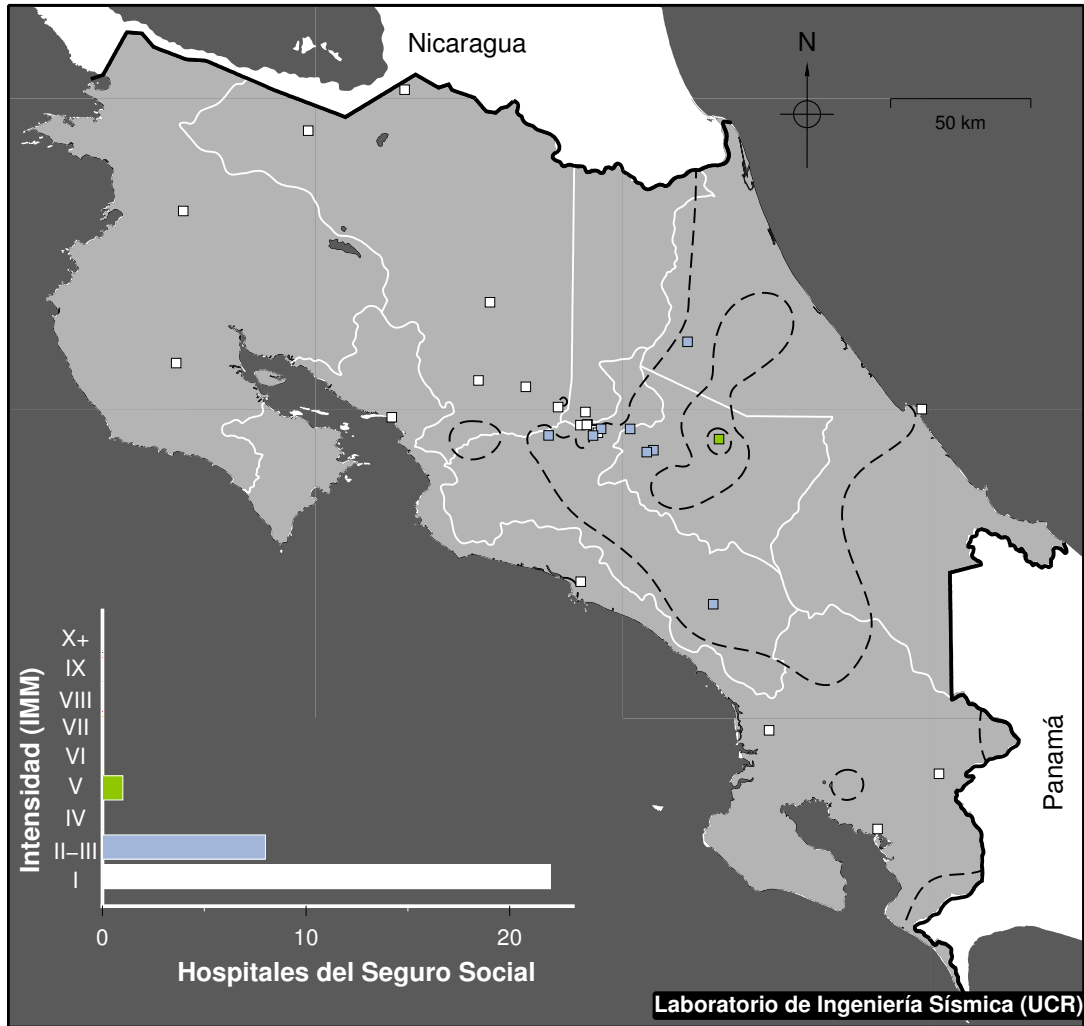 Nicaragua
N
50 km
X+
IX
VIII
VII
VI
V
IV
II−III
I
Intensidad (IMM)
0
10
20
Hospitales del Seguro Social
Panamá
Laboratorio de Ingeniería Sísmica (UCR)